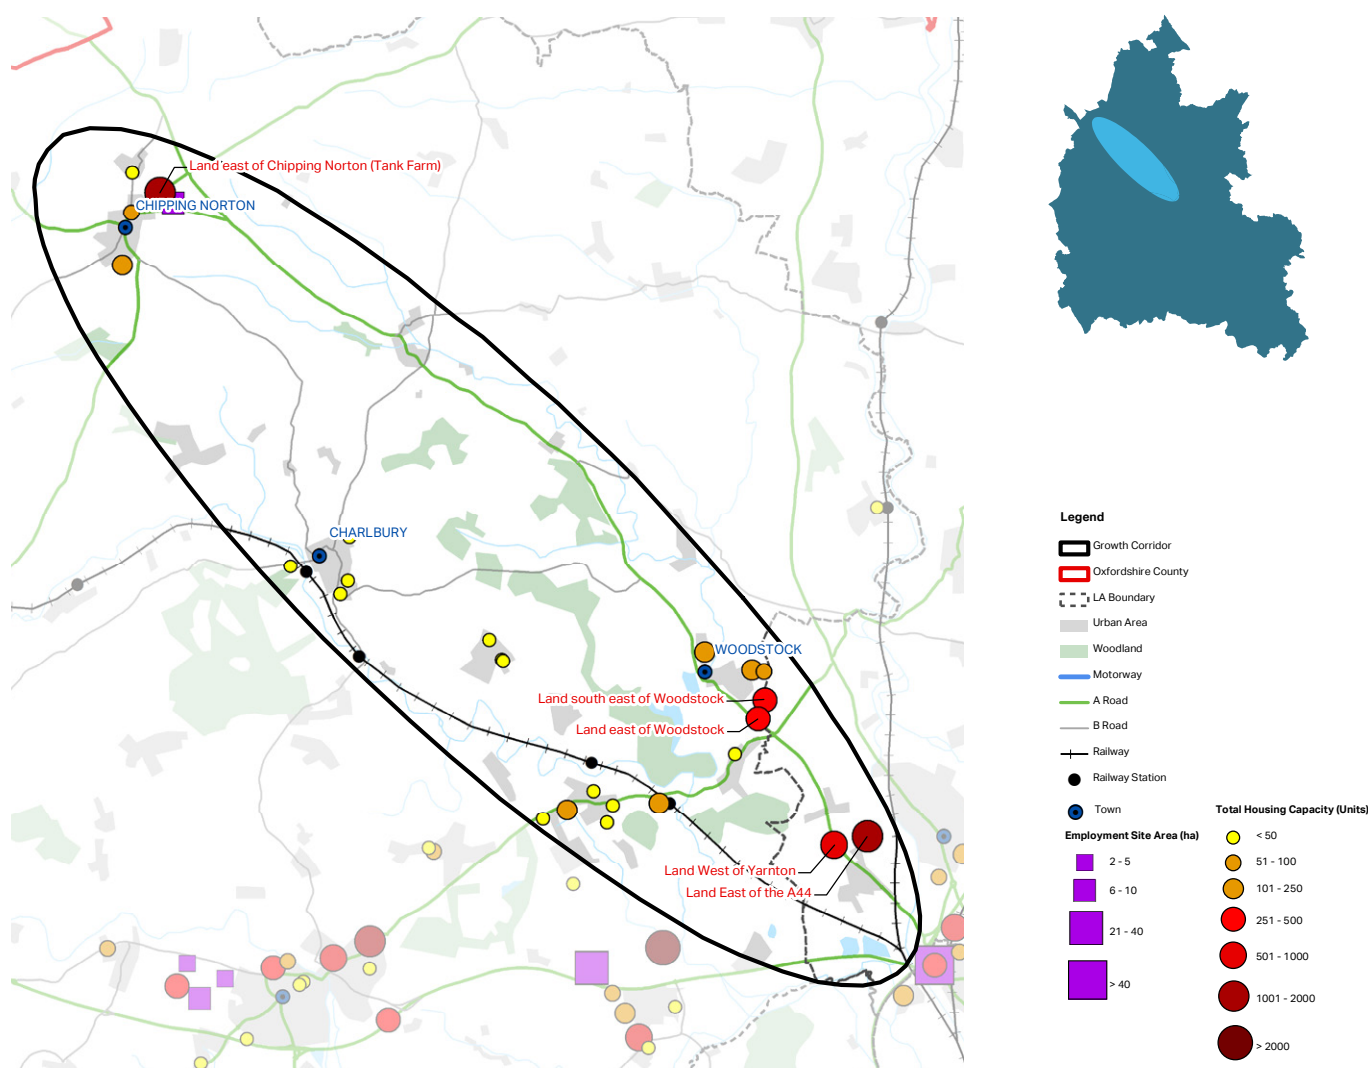 Land east of Chipping Norton (Tank Farm)
CHIPPING NORTON
CHARLBURY
WOODSTOCK
Land south east of Woodstock
Land east of Woodstock
Land West of Yarnton
Land East of the A44
Legend
Growth Corridor
Oxfordshire County
LA Boundary
Urban Area
Woodland
Motorway
A Road
B Road
Railway
Railway Station
Town
Employment Site Area (ha)
2 - 5
6 - 10
21 - 40
> 40
Total Housing Capacity (Units)
< 50
51 - 100
101 - 250
251 - 500
501 - 1000
1001 - 2000
> 2000